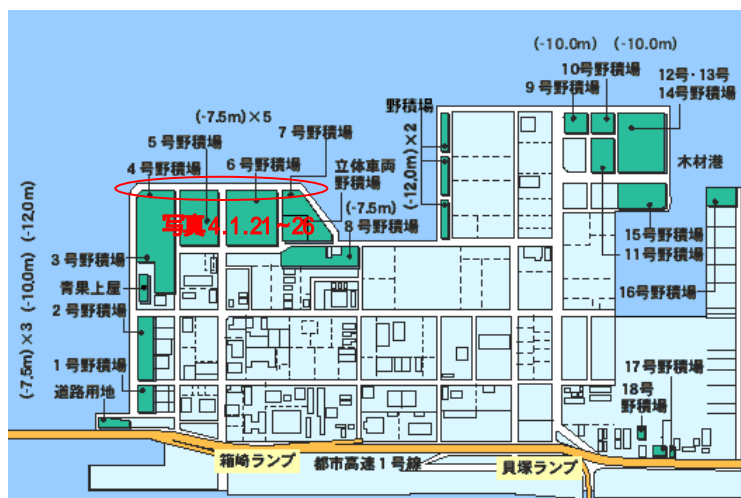 (-10.0m) (-10.0m)
10号野積場
9号野積場
12号・13号
14号野積場
野積場
(-7.5m)×5
7号野積場
5号野積場
6号野積場
4号野積場
立体車両
野積場
(-12.0m)×2
木材港
(-7.5m)
写真4.1.21~26
8号野積場
15号野積場
11号野積場
16号野積場
(-12.0m)
3号野積場
(-10.0m)
青果上屋
2号野積場
(-7.5m)×3
1号野積場
道路用地
17号野積場
18号
野積場
箱崎ランプ
都市高速1号線
貝塚ランプ